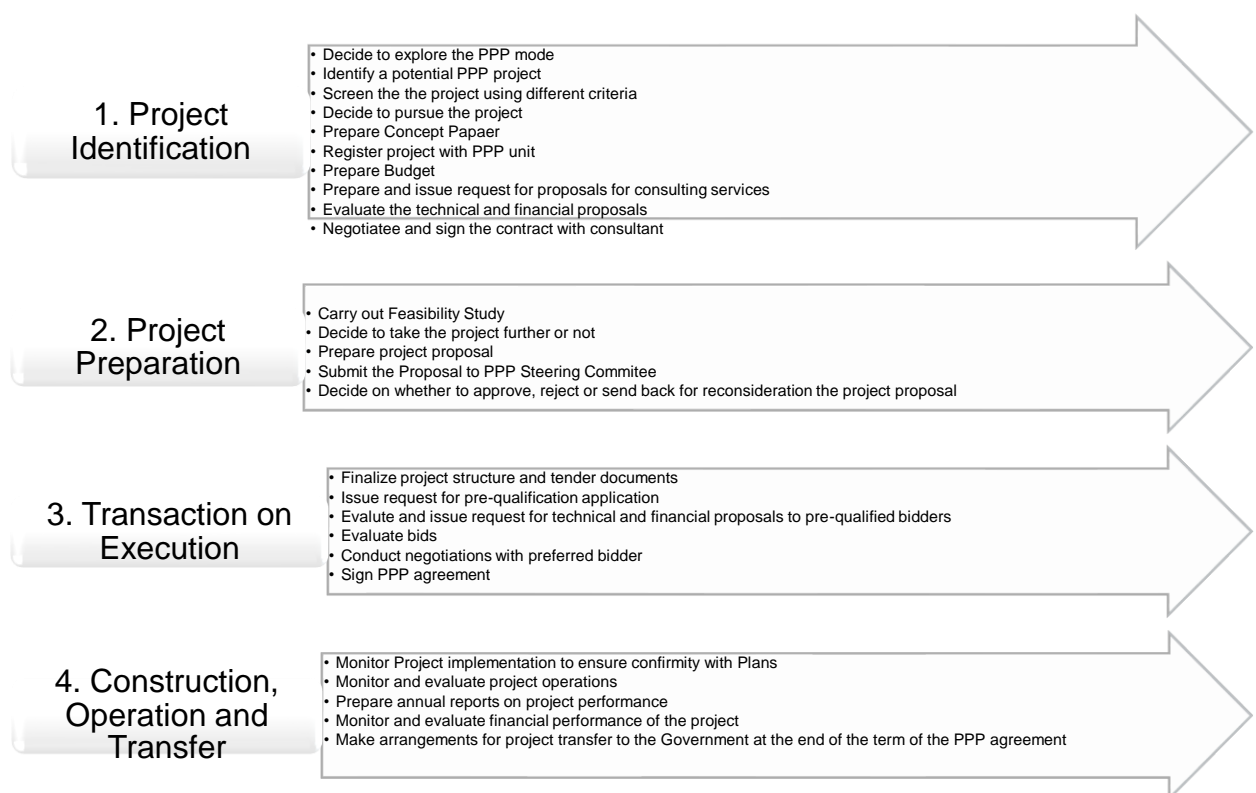 1. Project
Identification
• Decide to explore the PPP mode
• Identify a potential PPP project
• Screen the the project using different criteria
• Decide to pursue the project
• Prepare Concept Papaer
• Register project with PPP unit
• Prepare Budget
• Prepare and issue request for proposals for consulting services
• Evaluate the technical and financial proposals
• Negotiatee and sign the contract with consultant
2. Project
Preparation
• Carry out Feasibility Study
• Decide to take the project further or not
• Prepare project proposal
• Submit the Proposal to PPP Steering Commitee
• Decide on whether to approve, reject or send back for reconsideration the project proposal
3. Transaction on
Execution
• Finalize project structure and tender documents
• Issue request for pre-qualification application
• Evalute and issue request for technical and financial proposals to pre-qualified bidders
• Evaluate bids
• Conduct negotiations with preferred bidder
• Sign PPP agreement
4. Construction,
Operation and
Transfer
• Monitor Project implementation to ensure confirmity with Plans
• Monitor and evaluate project operations
• Prepare annual reports on project performance
• Monitor and evaluate financial performance of the project
• Make arrangements for project transfer to the Government at the end of the term of the PPP agreement